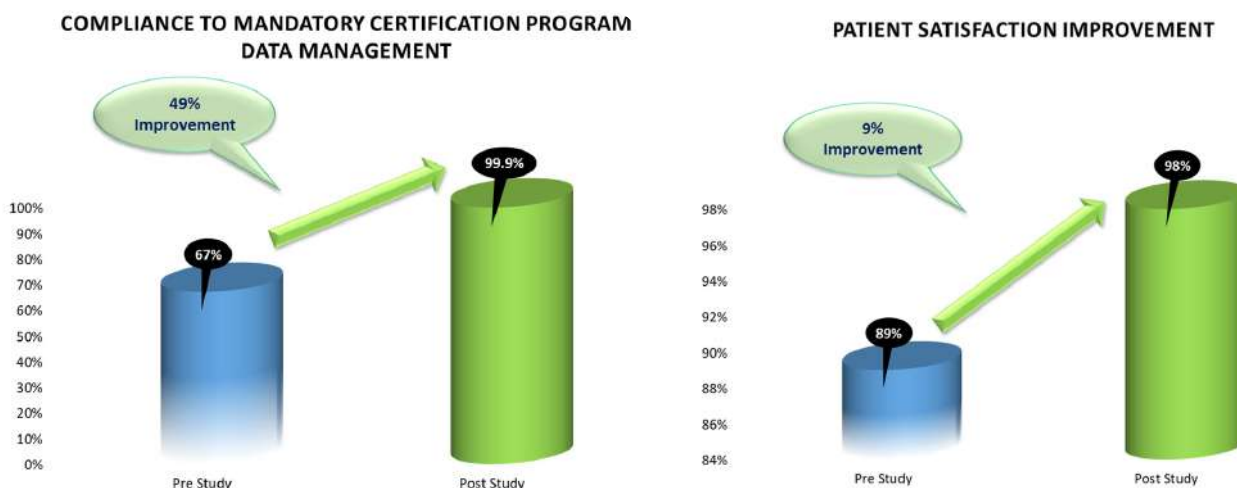 COMPLIANCE TO MANDATORY CERTIFICATION PROGRAM
DATA MANAGEMENT
49%
Improvement
99.9%
67%
100%
90%
80%
70%
60%
50%
40%
30%
20%
10%
0%
Pre Study
Post Study
PATIENT SATISFACTION IMPROVEMENT
9%
Improvement
98%
89%
98%
96%
94%
92%
90%
88%
86%
84%
Pre Study
Post Study